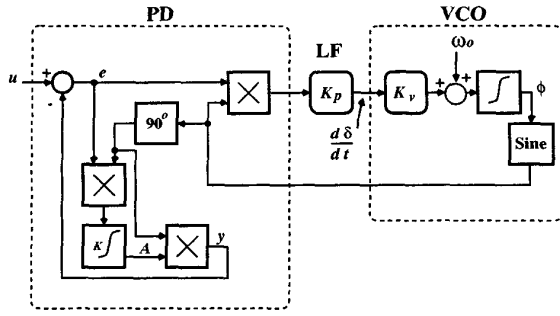 PD
VCO
LF
ωo
u
+
-
e
Kp
Kv
+
+
ϕ
90°
dδ
dt
Sine
K
A
y